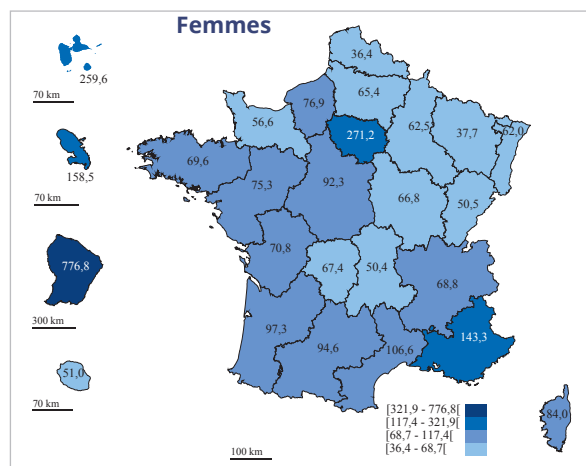 Femmes
36,4
259,6
70 km
76,9
65,4
56,6
271,2
62,5
37,7
62,0
158,5
70 km
69,6
75,3
92,3
66,8
50,5
776,8
300 km
70,8
67,4
50,4
68,8
51,0
70 km
97,3
94,6
106,6
143,3
84,0
[321,9 - 776,8[
[117,4 - 321,9[
[68,7 - 117,4[
[36,4 - 68,7[
100 km